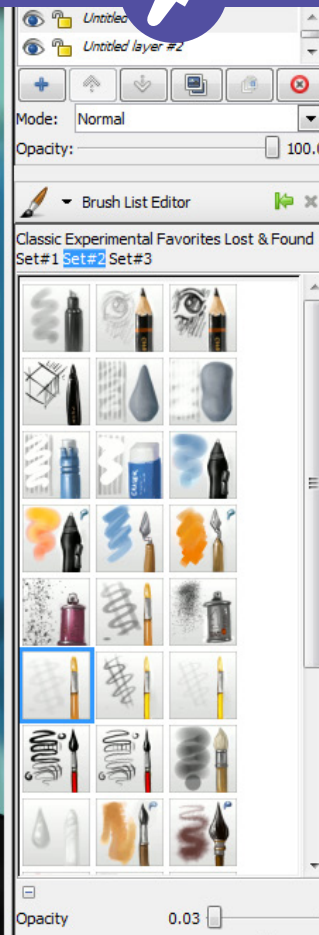 Untitled
Untitled layer #2
Mode: Normal
Opacity: 100.0
Brush List Editor
Classic Experimental Favorites Lost & Found
Set#1 Set#2 Set#3
Opacity 0.03